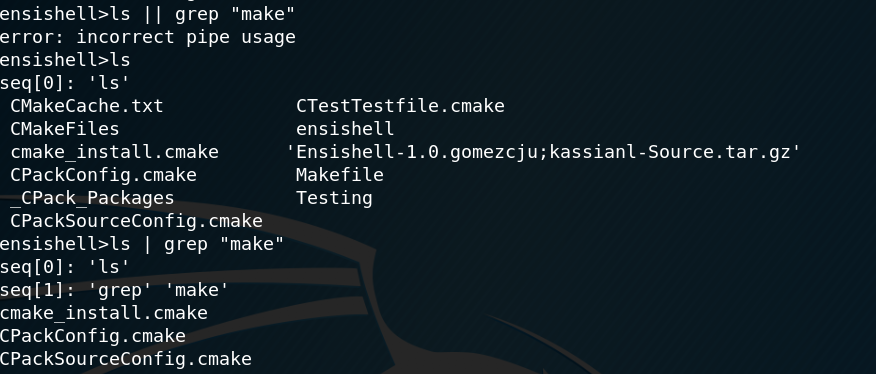 ensishell>ls || grep "make"
error: incorrect pipe usage
ensishell>ls
seq[0]: 'ls'
 CMakeCache.txt            CTestTestfile.cmake
 CMakeFiles                ensishell
 cmake_install.cmake      'Ensishell-1.0.gomezcju;kassianl-Source.tar.gz'
 CPackConfig.cmake         Makefile
 _CPack_Packages           Testing
 CPackSourceConfig.cmake
ensishell>ls | grep "make"
seq[0]: 'ls'
seq[1]: 'grep' 'make'
cmake_install.cmake
CPackConfig.cmake
CPackSourceConfig.cmake